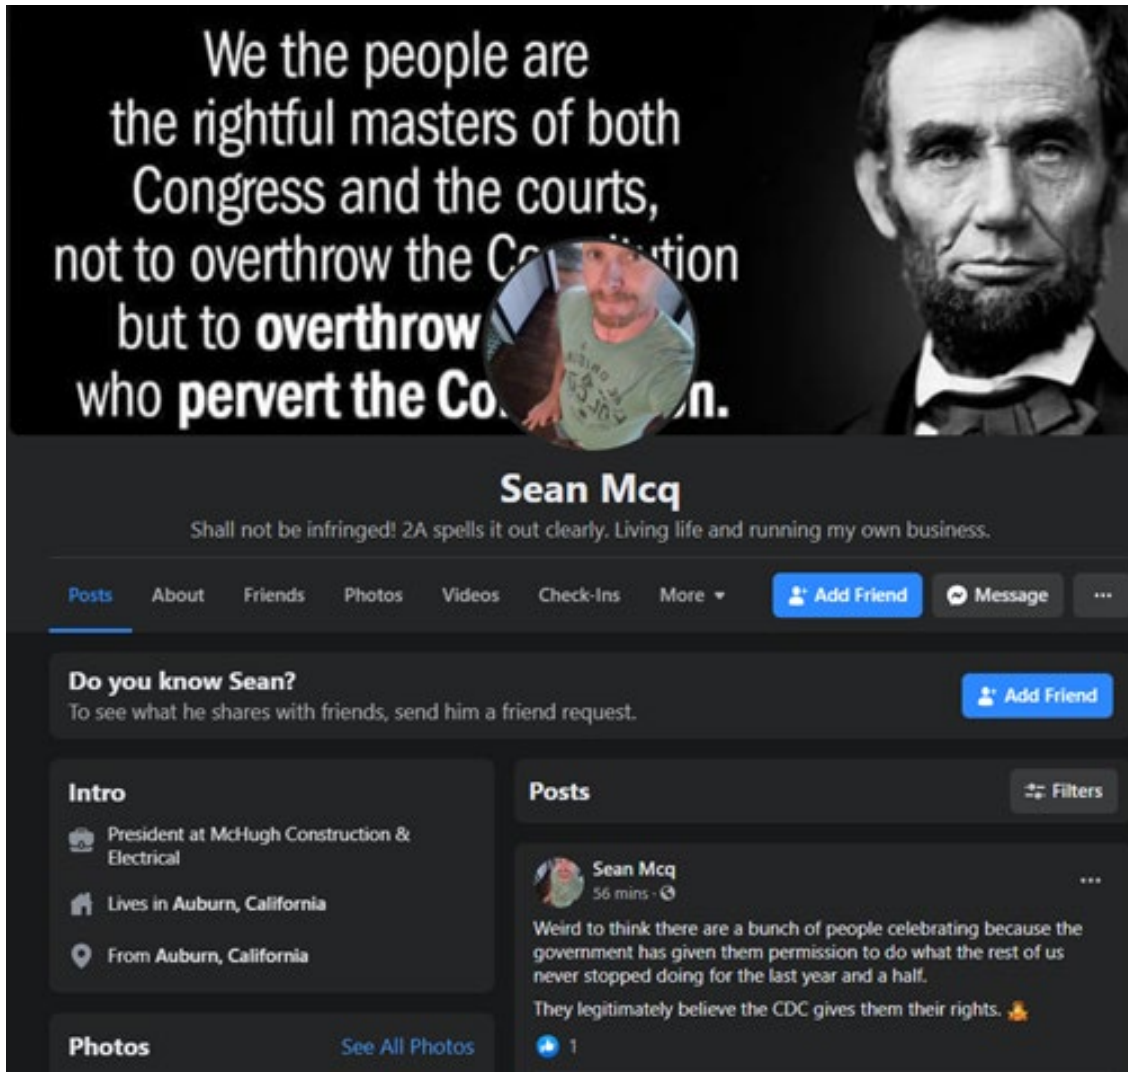 We the people are
the rightful masters of both
Congress and the courts,
not to overthrow the Co tution
but to overthrow
who pervert the Co n.
Sean Mcq
Shall not be infringed! 2A spells it out clearly. Living life and running my own business.
Posts About Friends Photos Videos Check-Ins More Add Friend Message ...
Do you know Sean?
To see what he shares with friends, send him a friend request.
Add Friend
Intro
President at McHugh Construction &
Electrical
Lives in Auburn, California
From Auburn, California
Photos See All Photos
Posts Filters
Sean Mcq
56 mins ·
...
Weird to think there are a bunch of people celebrating because the
government has given them permission to do what the rest of us
never stopped doing for the last year and a half.
They legitimately believe the CDC gives them their rights.
1